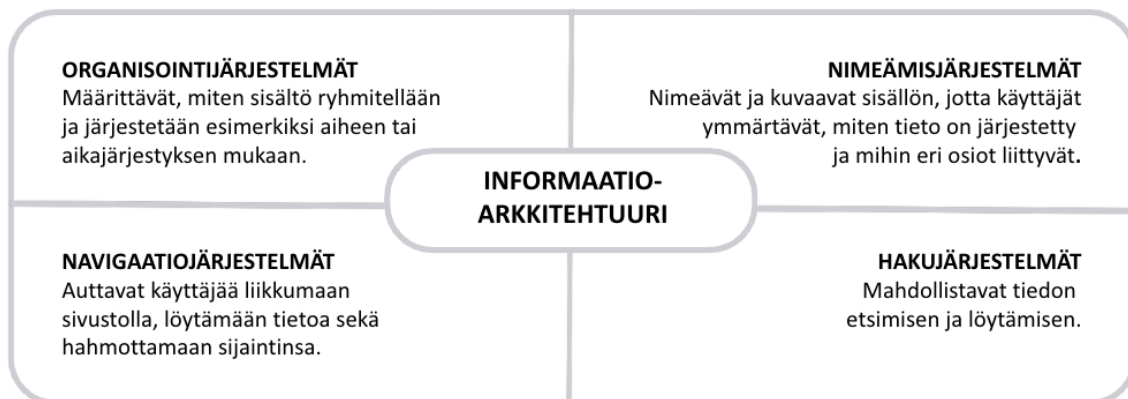 ORGANISOINTIJÄRJESTELMÄT
Määrittävät, miten sisältö ryhmitellään
ja järjestetään esimerkiksi aiheen tai
aikajärjestyksen mukaan.
NIMEÄMISJÄRJESTELMÄT
Nimeävät ja kuvaavat sisällön, jotta käyttäjät
ymmärtävät, miten tieto on järjestetty
ja mihin eri osiot liittyvät.
INFORMAATIO-
ARKKITEHTUURI
NAVIGAATIOJÄRJESTELMÄT
Auttavat käyttäjää liikkumaan
sivustolla, löytämään tietoa sekä
hahmottamaan sijaintinsa.
HAKUJÄRJESTELMÄT
Mahdollistavat tiedon
etsimisen ja löytämisen.